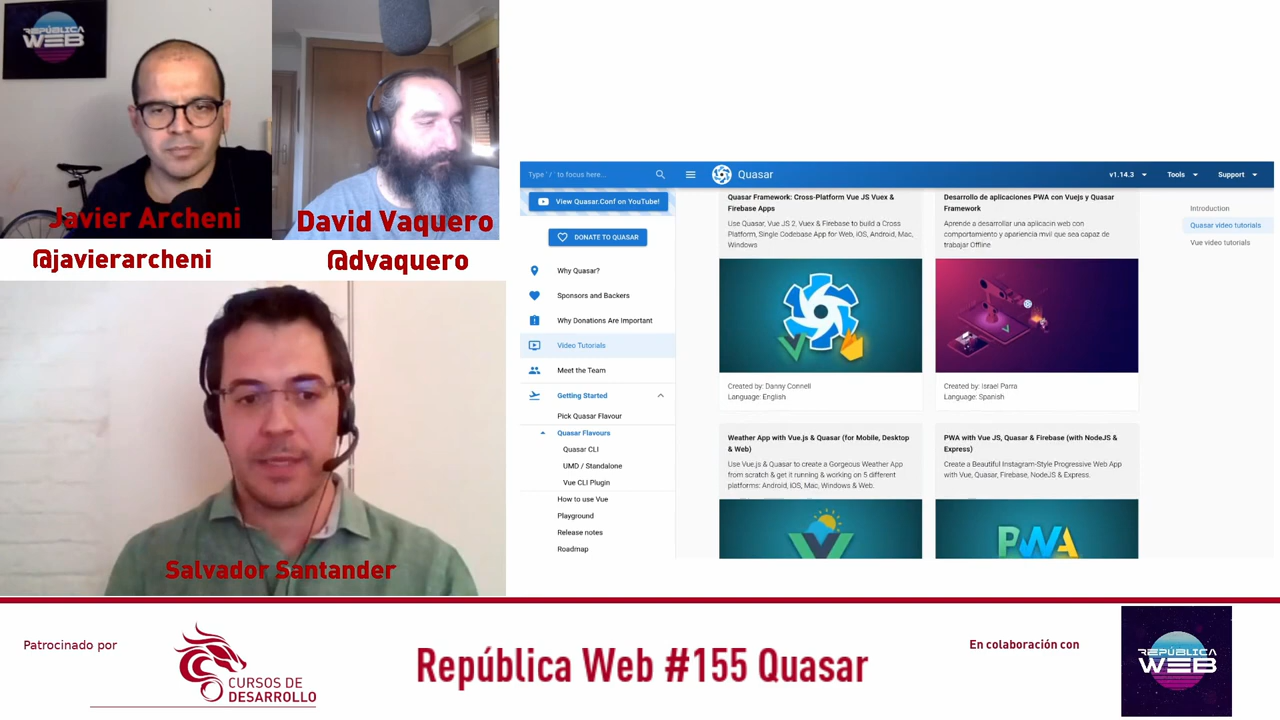 REPÚBLICA
WEB
Javier Archeni
@javierarcheni
David Vaquero
@dvaquero
Salvador Santander
Type '/' to focus here...
Quasar
v1.14.3
Tools
Support
View Quasar.Conf on YouTube!
DONATE TO QUASAR
Why Quasar?
Sponsors and Backers
Why Donations Are Important
Video Tutorials
Meet the Team
Getting Started
Pick Quasar Flavour
Quasar Flavours
Quasar CLI
UMD / Standalone
Vue CLI Plugin
How to use Vue
Playground
Release notes
Roadmap
Quasar Framework: Cross-Platform Vue JS Vuex &
Firebase Apps
Use Quasar, Vue JS 2, Vuex & Firebase to build a Cross
Platform, Single Codebase App for Web, iOS, Android, Mac,
Windows
Created by: Danny Connell
Language: English
Desarrollo de aplicaciones PWA con Vuejs y Quasar
Framework
Aprende a desarrollar una aplicacin web con
comportamiento y apariencia mvil que sea capaz de
trabajar Offline
Created by: Israel Parra
Language: Spanish
Weather App with Vue.js & Quasar (for Mobile, Desktop
& Web)
Use Vue.js & Quasar to create a Gorgeous Weather App
from scratch & get it running & working on 5 different
platforms: Android, iOS, Mac, Windows & Web.
PWA with Vue JS, Quasar & Firebase (with NodeJS &
Express)
Create a Beautiful Instagram-Style Progressive Web App
with Vue, Quasar, Firebase, NodeJS & Express.
PWA
Introduction
Quasar video tutorials
Vue video tutorials
Patrocinado por
CURSOS DE
DESARROLLO
República Web #155 Quasar
En colaboración con
REPÚBLICA
WEB